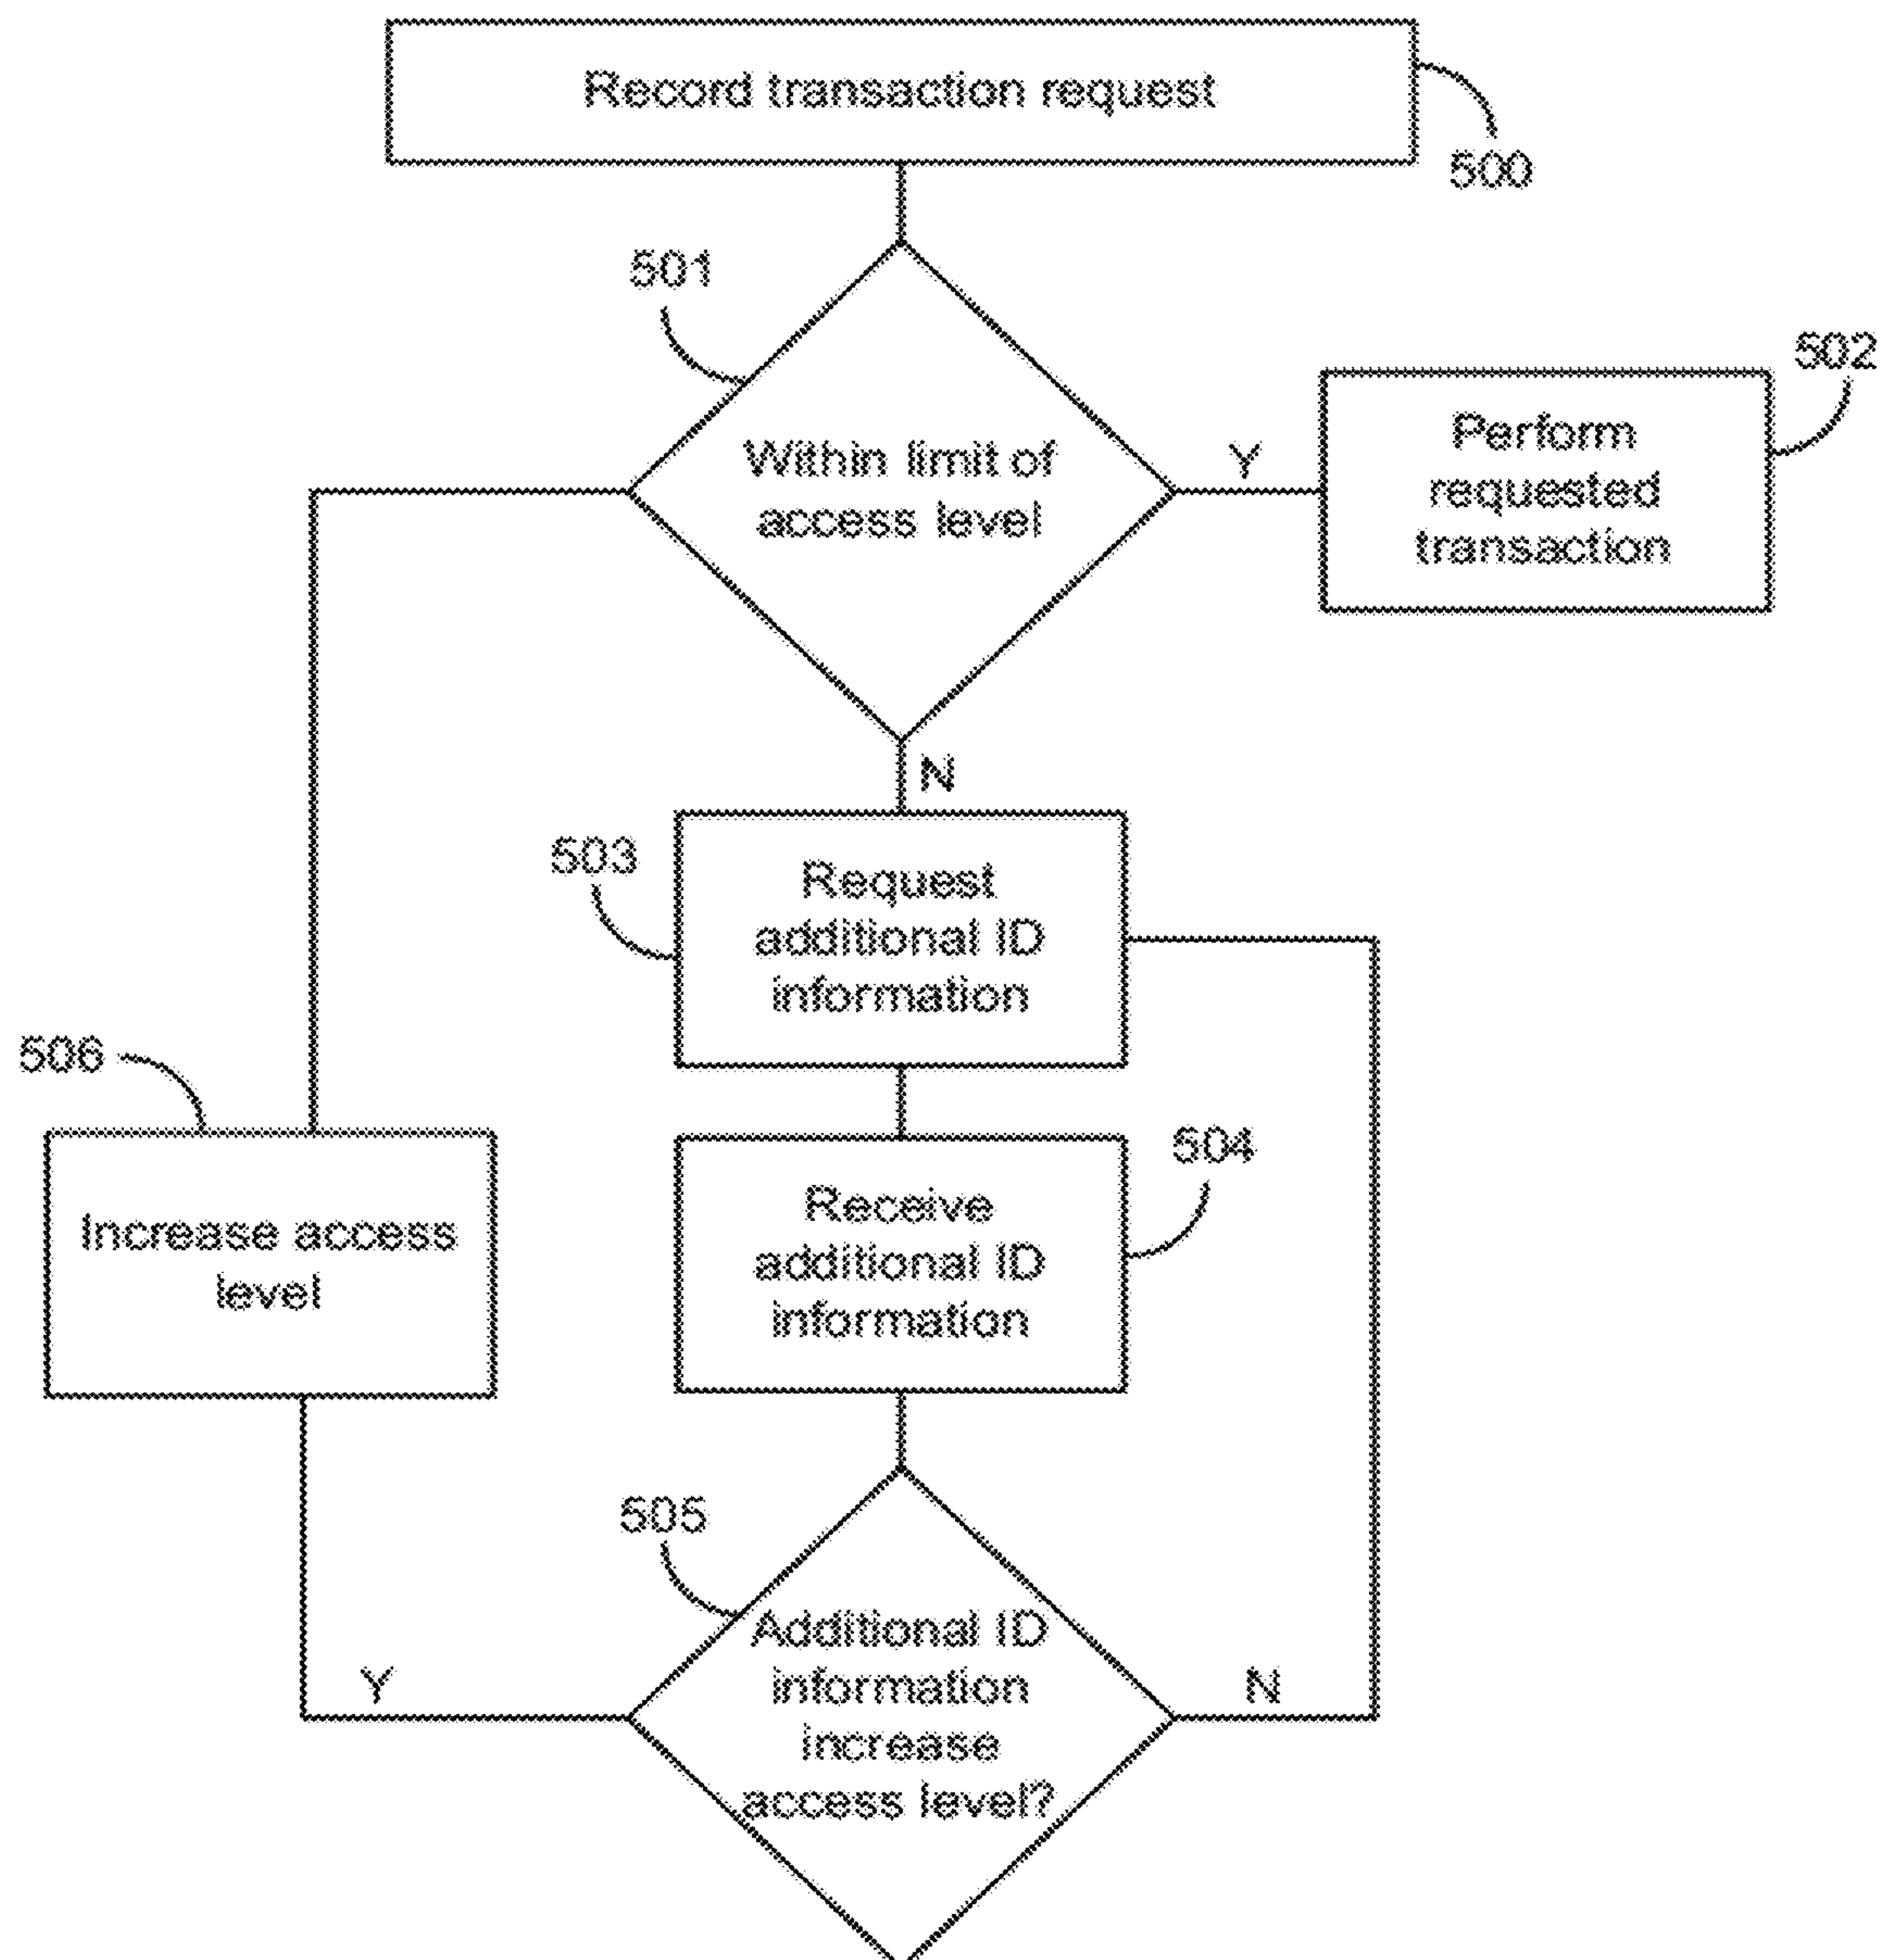 Record transaction request
500
501
Within limit of
access level
Y
502
Perform
requested
transaction
N
503
Request
additional ID
information
506
Increase access
level
504
Receive
additional ID
information
505
Additional ID
information
increase
access level?
Y
N